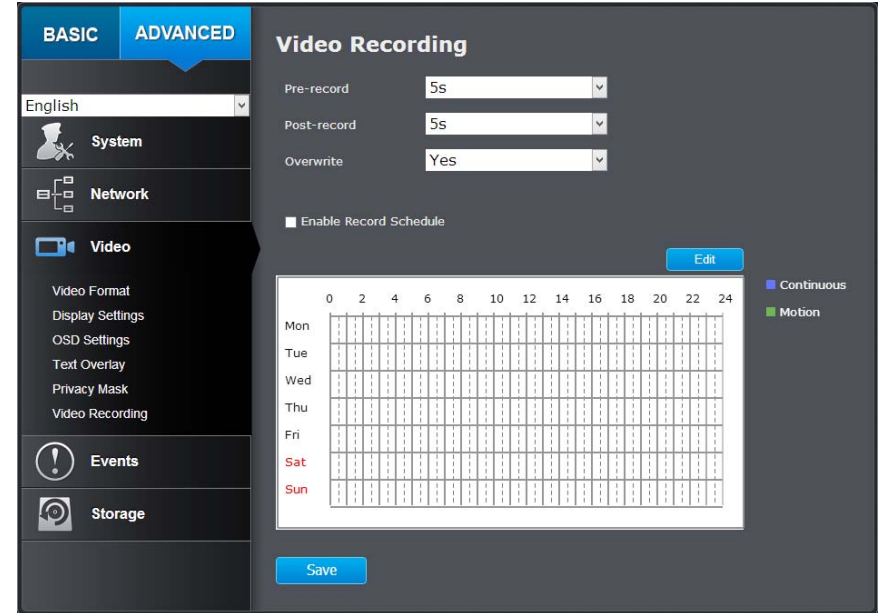 BASIC
ADVANCED
English
System
Network
Video
Video Format
Display Settings
OSD Settings
Text Overlay
Privacy Mask
Video Recording
Events
Storage
Video Recording
Pre-record 5s
Post-record 5s
Overwrite Yes
Enable Record Schedule
Edit
0 2 4 6 8 10 12 14 16 18 20 22 24
Mon
Tue
Wed
Thu
Fri
Sat
Sun
Continuous
Motion
Save